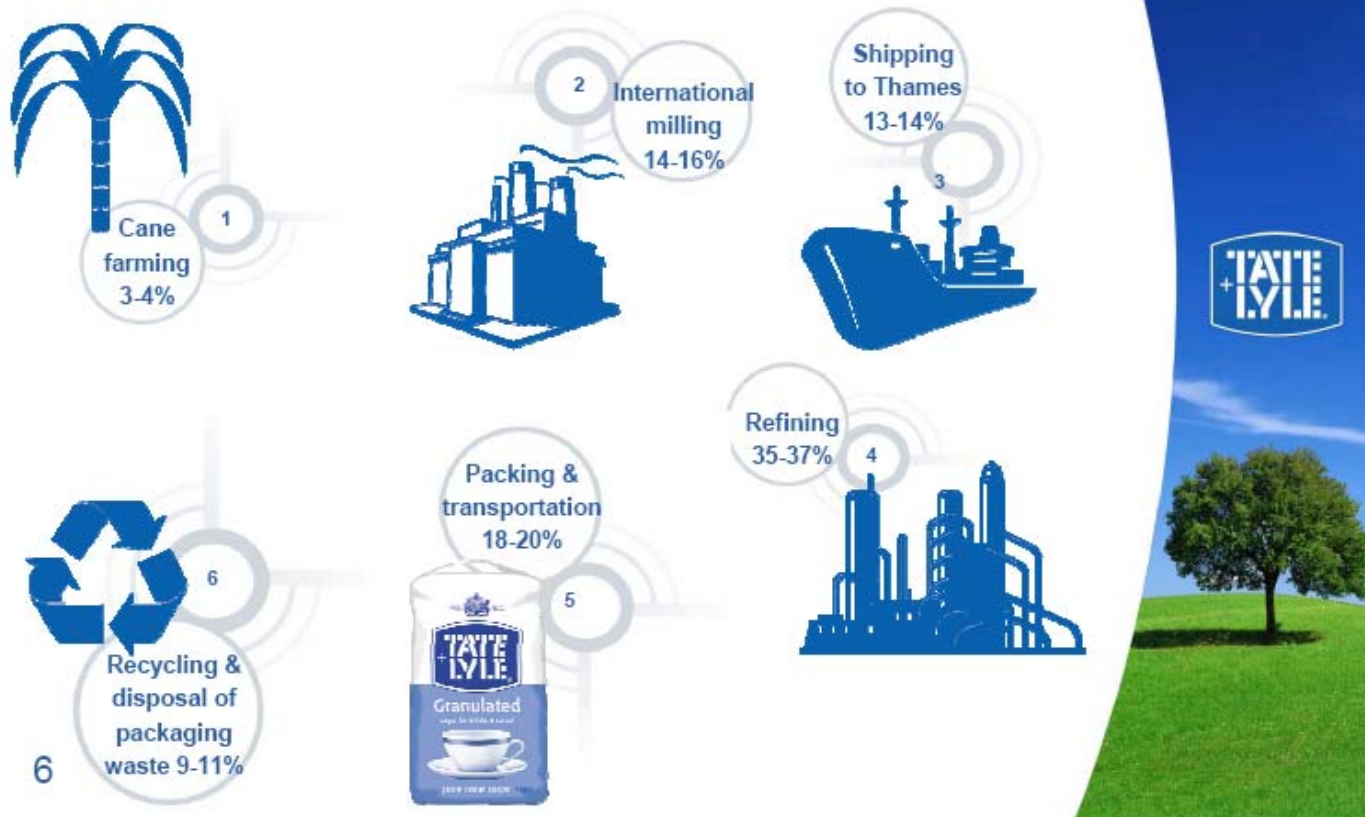 1
Cane
farming
3-4%
2
International
milling
14-16%
Shipping
to Thames
13-14%
3
TATE
+LYLE
Refining
35-37%
4
Packing &
transportation
18-20%
5
TATE
+LYLE
Granulated
6
Recycling &
disposal of
packaging
waste 9-11%
6